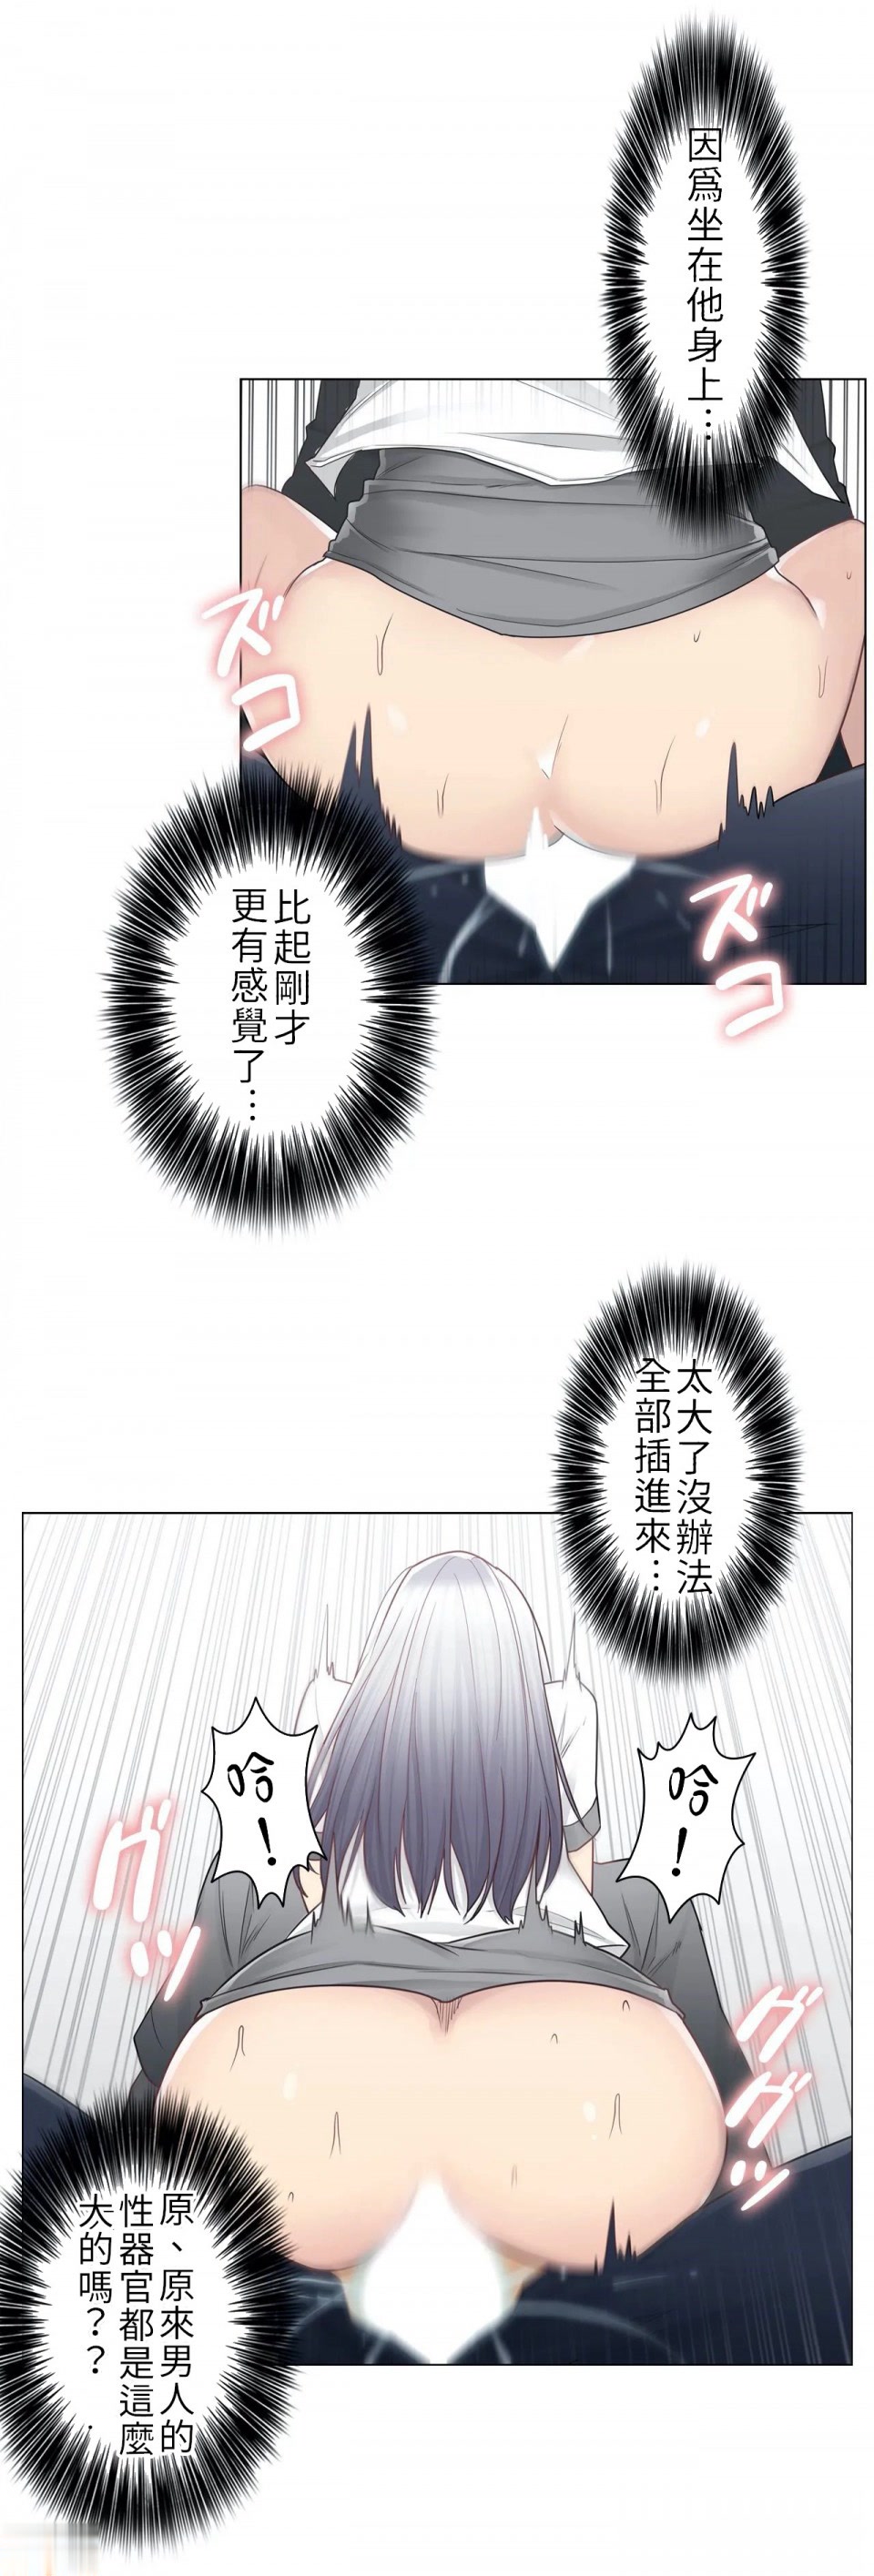 因爲坐在他身上…
ズ
コ
比起剛才
更有感覺了…
ズ
コ
太大了沒辦法
全部插進來…
哈！
哈！
グッ
グ
グッ
原、原來男人的
性器官都是這麼
大的嗎？？